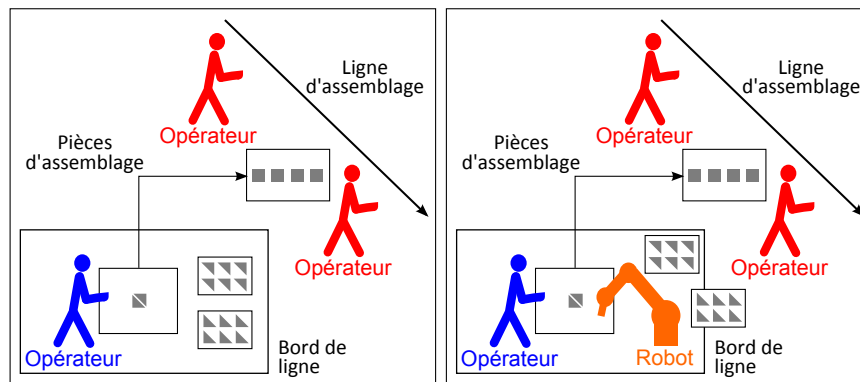 Ligne
d'assemblage
Opérateur
Pièces
d'assemblage
Opérateur
Opérateur
Bord de
ligne
Ligne
d'assemblage
Opérateur
Pièces
d'assemblage
Opérateur
Opérateur
Robot
Bord de
ligne